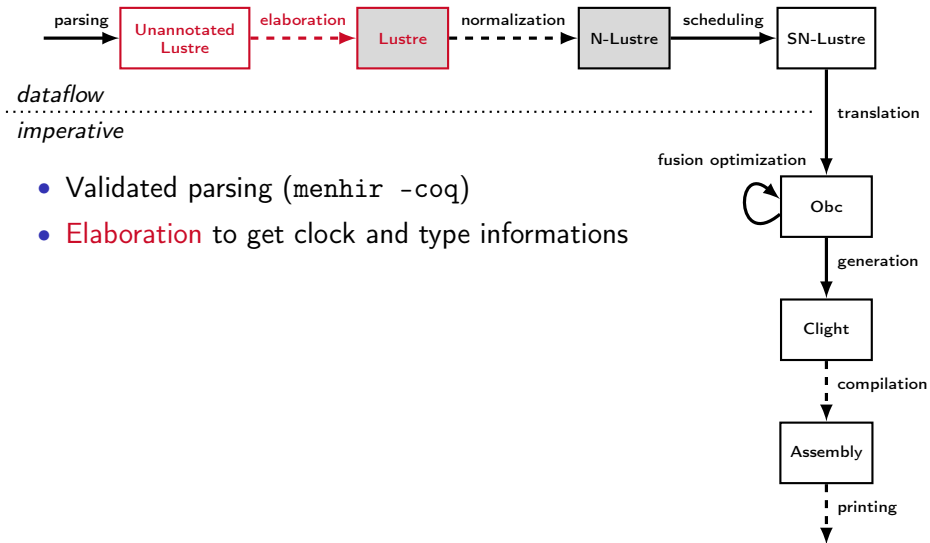 parsing
Unannotated
Lustre
elaboration
Lustre
normalization
N-Lustre
scheduling
SN-Lustre
dataflow
imperative
translation
fusion optimization
Obc
• Validated parsing (menhir -coq)
• Elaboration to get clock and type informations
generation
Clight
compilation
Assembly
printing